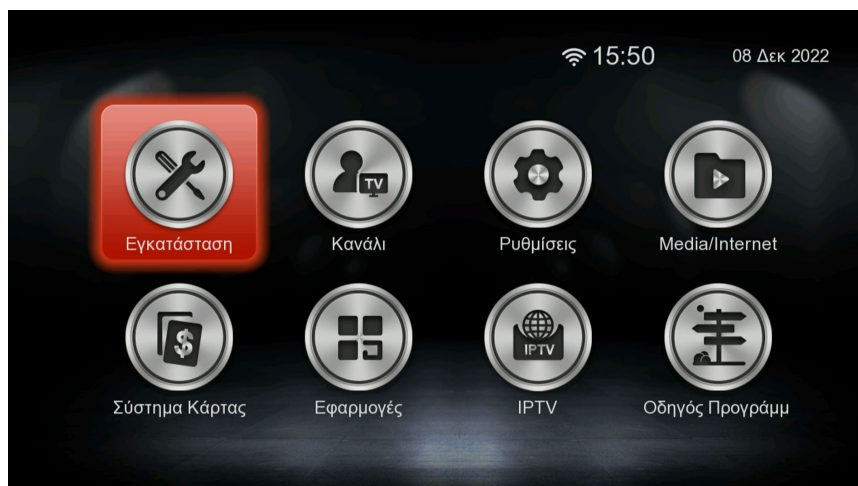 15:50
08 Δεκ 2022
TV
Εγκατάσταση
Κανάλι
Ρυθμίσεις
Media/Internet
$
IPTV
Σύστημα Κάρτας
Εφαρμογές
IPTV
Οδηγός Προγράμμ